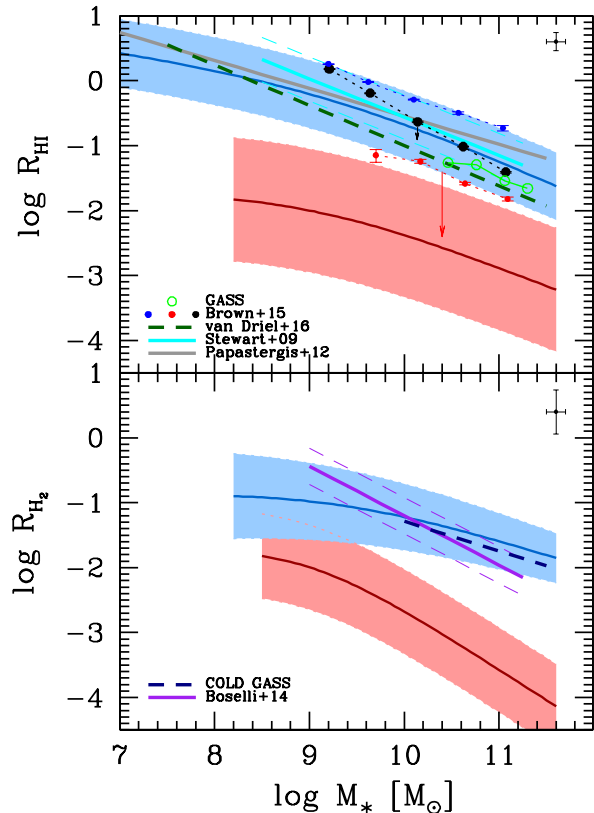 1
0
−1
−2
−3
−4
log R_HI
GASS
Brown+15
van Driel+16
Stewart+09
Papastergis+12
1
0
−1
−2
−3
−4
log R_H₂
COLD GASS
Boselli+14
7 8 9 10 11
log M_* [M_⊙]